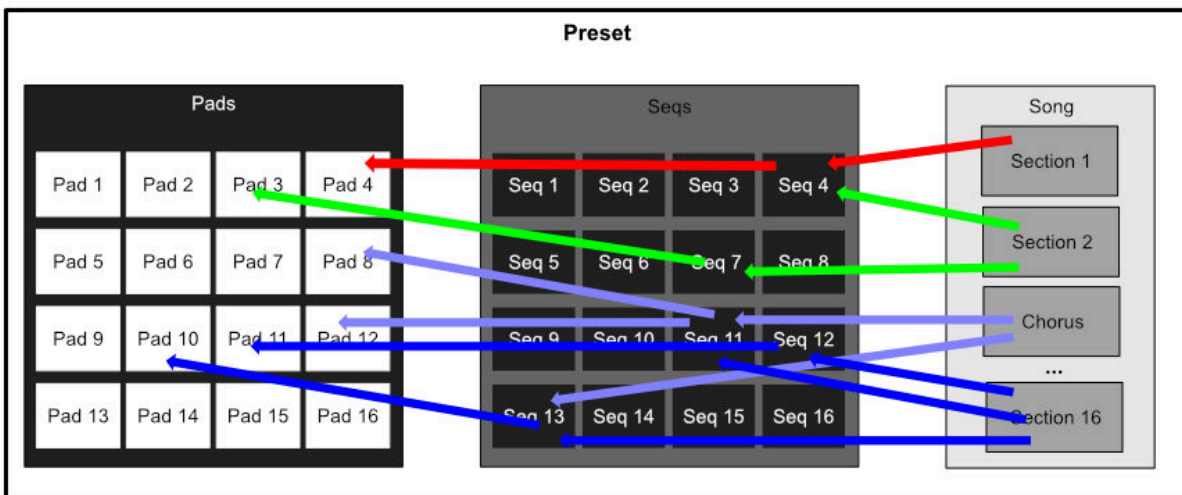 Preset
Pads
Pad 1 Pad 2 Pad 3 Pad 4
Pad 5 Pad 6 Pad 7 Pad 8
Pad 9 Pad 10 Pad 11 Pad 12
Pad 13 Pad 14 Pad 15 Pad 16
Seqs
Seq 1 Seq 2 Seq 3 Seq 4
Seq 5 Seq 6 Seq 7 Seq 8
Seq 9 Seq 10 Seq 11 Seq 12
Seq 13 Seq 14 Seq 15 Seq 16
Song
Section 1
Section 2
Chorus
...
Section 16